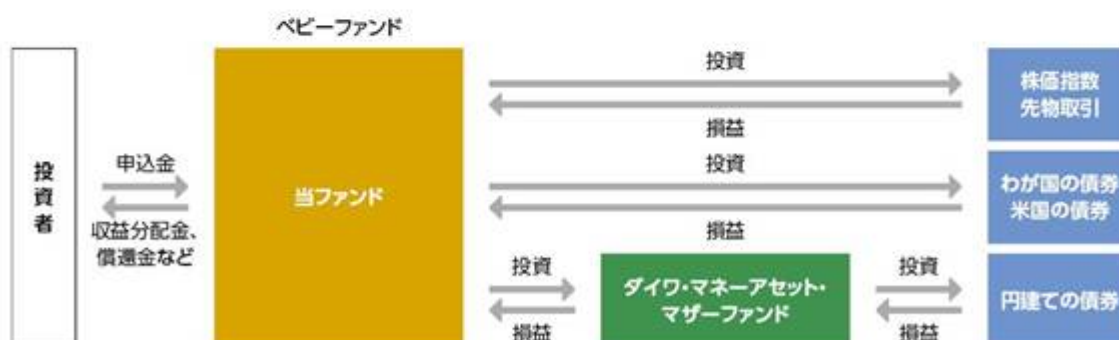 ベビーファンド
投資者
申込金
収益分配金、
償還金など
当ファンド
投資
損益
株価指数
先物取引
投資
損益
わが国の債券
米国の債券
投資
損益
ダイワ・マネーアセット・
マザーファンド
投資
損益
円建ての債券